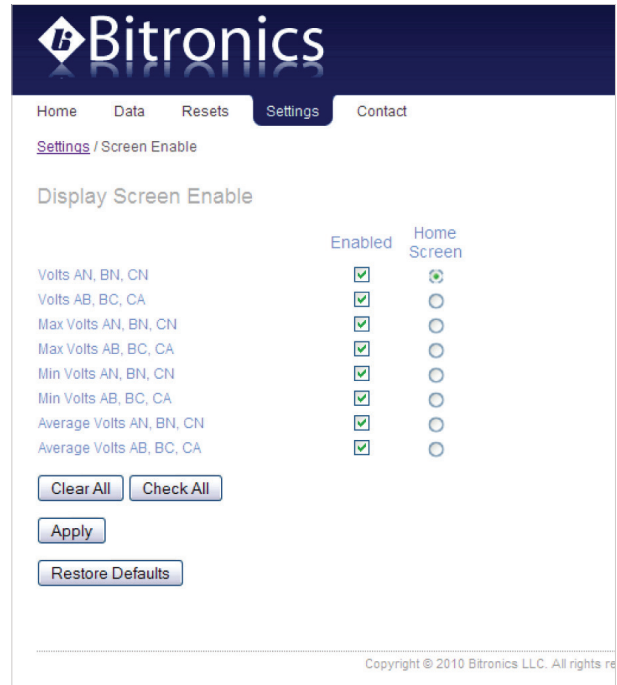 Bitronics
Home Data Resets Settings Contact
Settings / Screen Enable
Display Screen Enable
Enabled Home Screen
Volts AN, BN, CN
Volts AB, BC, CA
Max Volts AN, BN, CN
Max Volts AB, BC, CA
Min Volts AN, BN, CN
Min Volts AB, BC, CA
Average Volts AN, BN, CN
Average Volts AB, BC, CA
Clear All Check All
Apply
Restore Defaults
Copyright © 2010 Bitronics LLC. All rights re